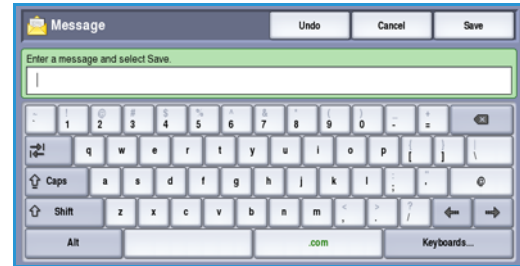 Message Undo Cancel Save
Enter a message and select Save.
~ ! @ # $ % ^ & * ( ) _ +
1 2 3 4 5 6 7 8 9 0 - =
q w e r t y u i o p { [ } ] | \
Caps a s d f g h j k l : ; " @
Shift z x c v b n m < , > . ? /
Alt .com Keyboards...